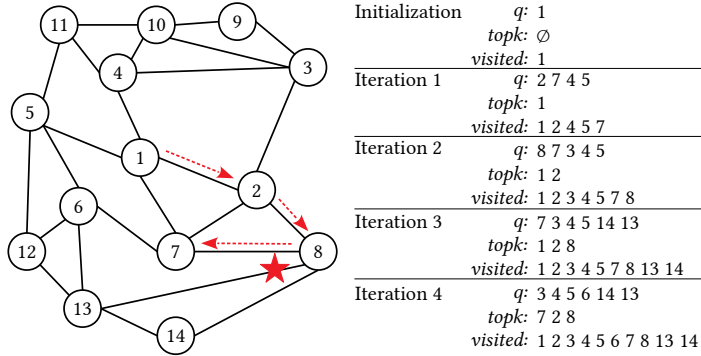 11
10
9
4
3
5
1
2
6
7
8
12
13
14
Initialization q: 1
topk: ∅
visited: 1
Iteration 1 q: 2 7 4 5
topk: 1
visited: 1 2 4 5 7
Iteration 2 q: 8 7 3 4 5
topk: 1 2
visited: 1 2 3 4 5 7 8
Iteration 3 q: 7 3 4 5 14 13
topk: 1 2 8
visited: 1 2 3 4 5 7 8 13 14
Iteration 4 q: 3 4 5 6 14 13
topk: 7 2 8
visited: 1 2 3 4 5 6 7 8 13 14